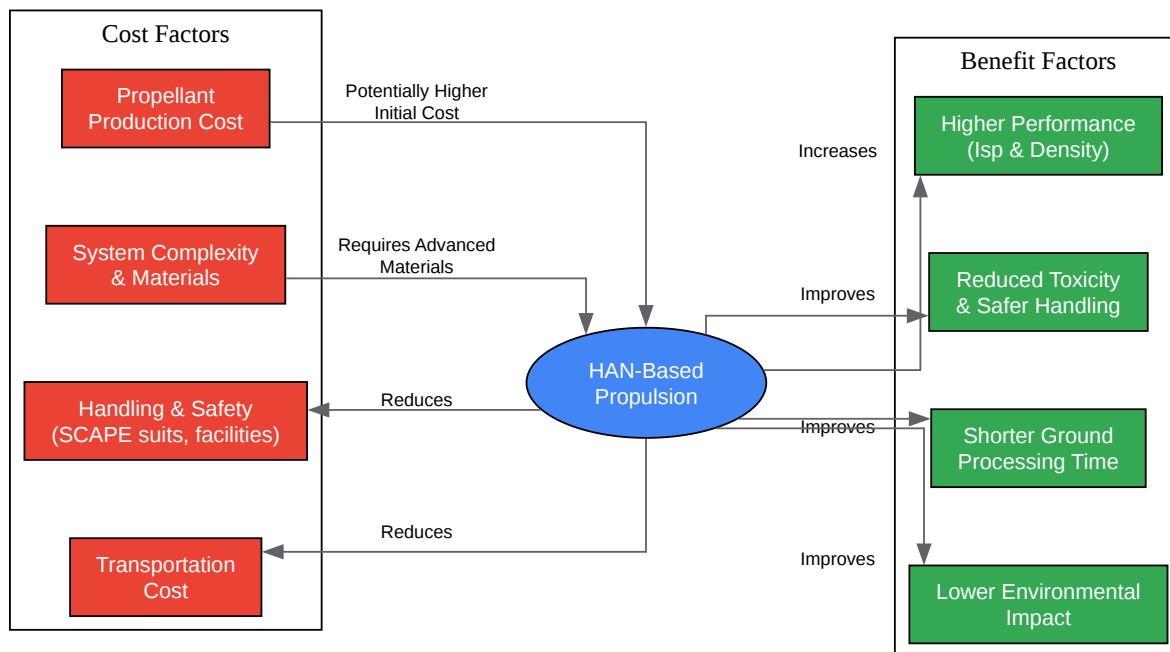 Cost Factors
Propellant
Production Cost
Potentially Higher
Initial Cost
System Complexity
& Materials
Requires Advanced
Materials
Handling & Safety
(SCAPE suits, facilities)
Reduces
Transportation
Cost
Reduces
HAN-Based
Propulsion
Benefit Factors
Increases
Higher Performance
(Isp & Density)
Improves
Reduced Toxicity
& Safer Handling
Improves
Shorter Ground
Processing Time
Improves
Lower Environmental
Impact